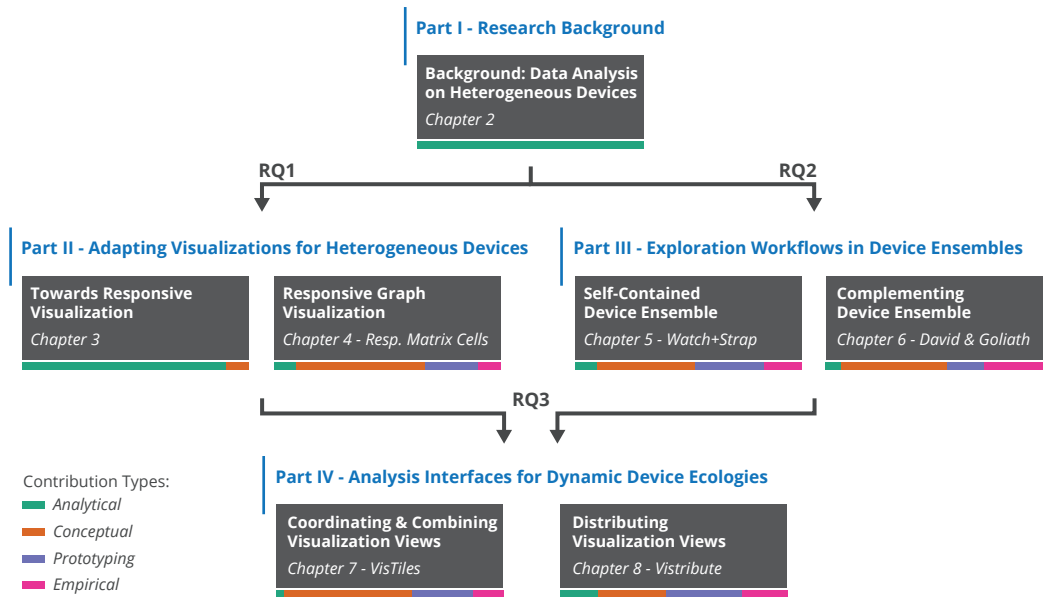 Part I - Research Background
Background: Data Analysis
on Heterogeneous Devices
Chapter 2
RQ1
RQ2
Part II - Adapting Visualizations for Heterogeneous Devices
Towards Responsive
Visualization
Chapter 3
Responsive Graph
Visualization
Chapter 4 - Resp. Matrix Cells
Part III - Exploration Workflows in Device Ensembles
Self-Contained
Device Ensemble
Chapter 5 - Watch+Strap
Complementing
Device Ensemble
Chapter 6 - David & Goliath
RQ3
Part IV - Analysis Interfaces for Dynamic Device Ecologies
Coordinating & Combining
Visualization Views
Chapter 7 - VisTiles
Distributing
Visualization Views
Chapter 8 - Vistribute
Contribution Types:
Analytical
Conceptual
Prototyping
Empirical